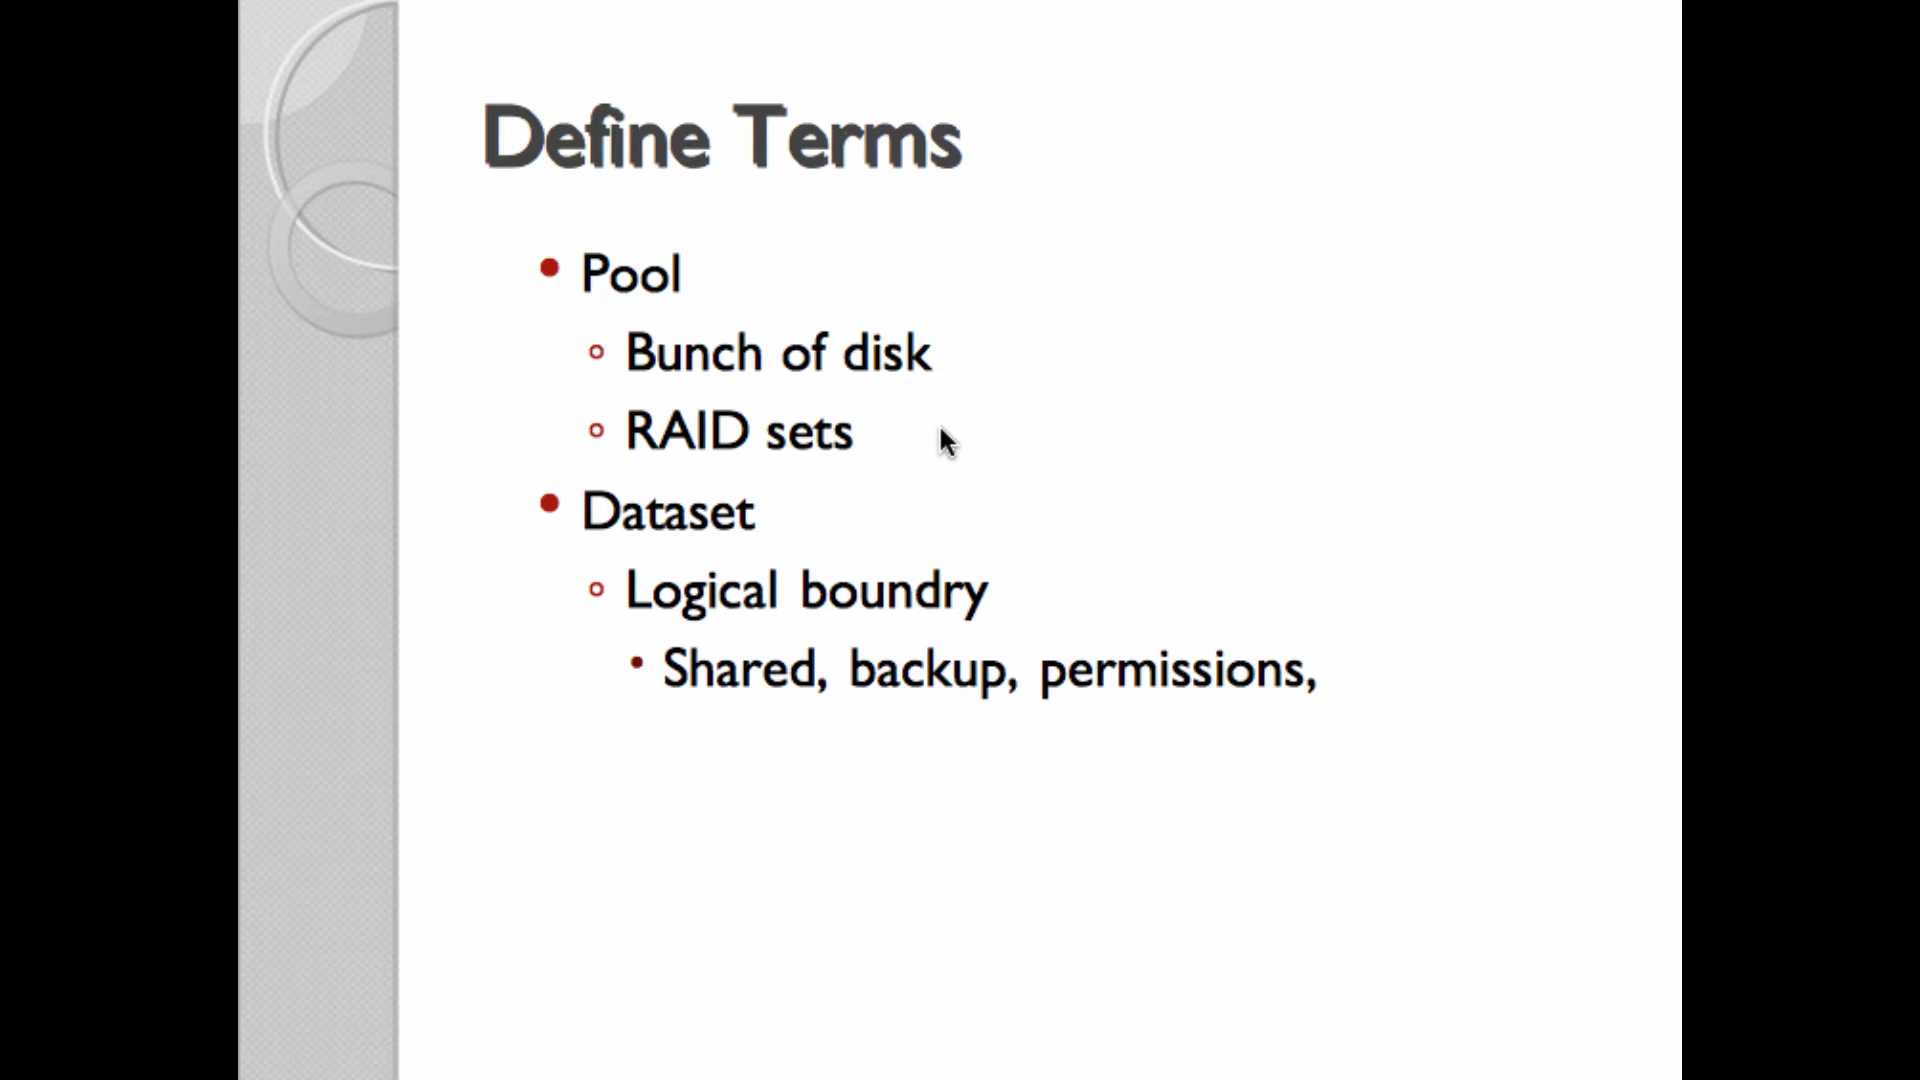 Define Terms
Pool
Bunch of disk
RAID sets
Dataset
Logical boundry
Shared, backup, permissions,